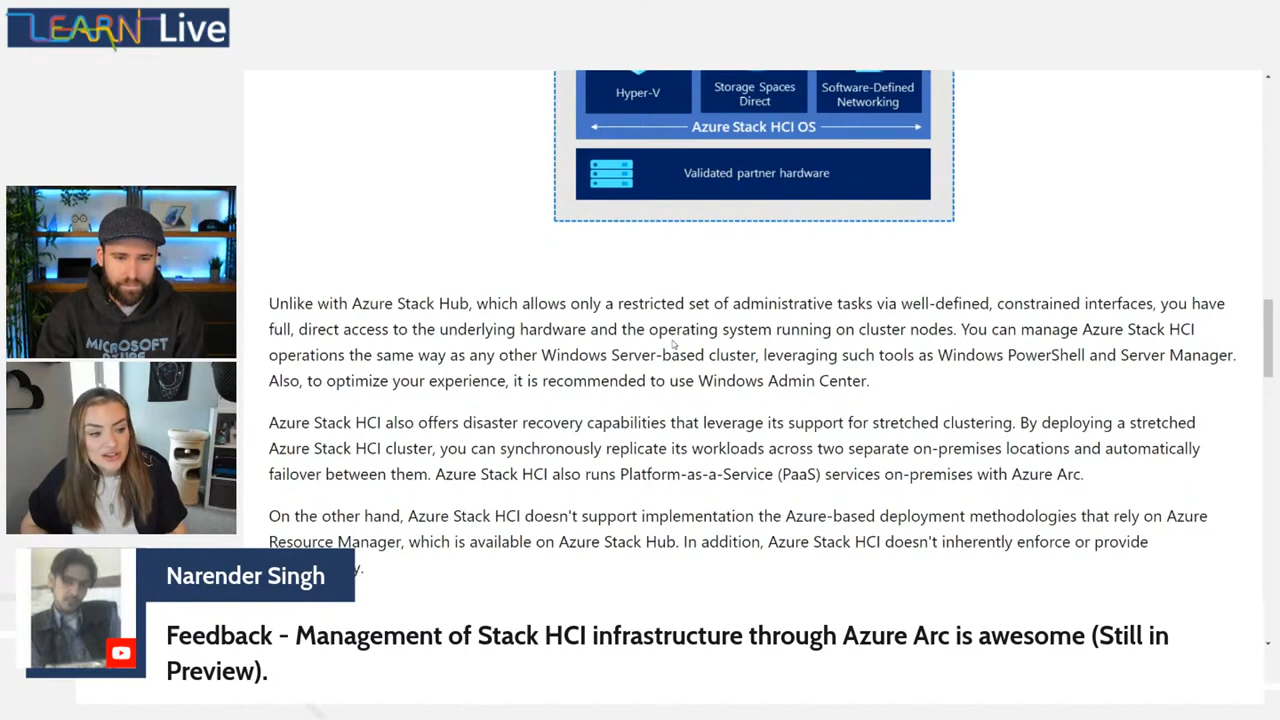 LEARN Live
Hyper-V
Storage Spaces
Direct
Software-Defined
Networking
Azure Stack HCI OS
Validated partner hardware
Unlike with Azure Stack Hub, which allows only a restricted set of administrative tasks via well-defined, constrained interfaces, you have
full, direct access to the underlying hardware and the operating system running on cluster nodes. You can manage Azure Stack HCI
operations the same way as any other Windows Server-based cluster, leveraging such tools as Windows PowerShell and Server Manager.
Also, to optimize your experience, it is recommended to use Windows Admin Center.
Azure Stack HCI also offers disaster recovery capabilities that leverage its support for stretched clustering. By deploying a stretched
Azure Stack HCI cluster, you can synchronously replicate its workloads across two separate on-premises locations and automatically
failover between them. Azure Stack HCI also runs Platform-as-a-Service (PaaS) services on-premises with Azure Arc.
On the other hand, Azure Stack HCI doesn't support implementation the Azure-based deployment methodologies that rely on Azure
Resource Manager, which is available on Azure Stack Hub. In addition, Azure Stack HCI doesn't inherently enforce or provide
y.
MICROSOFT
Narender Singh
Feedback - Management of Stack HCI infrastructure through Azure Arc is awesome (Still in
Preview).